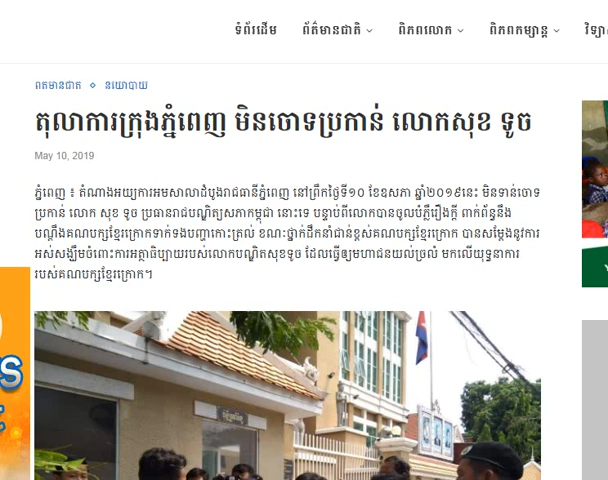 ទំព័រដើម ព័ត៌មានជាតិ ពិភពលោក ពិភពកម្សាន្ត វិទ្យា
ពតមានជាត នយោបាយ
តុលាការក្រុងភ្នំពេញ មិនចោទប្រកាន់ លោកសុខ ទូច
May 10, 2019
ភ្នំពេញ ៖ តំណាងអយ្យការអមសាលាដំបូងរាជធានីភ្នំពេញ នៅព្រឹកថ្ងៃទី១០ ខែឧសភា ឆ្នាំ២០១៩នេះ មិនទាន់ចោទ
ប្រកាន់ លោក សុខ ទូច ប្រធានរាជបណ្ឌិត្យសភាកម្ពុជា នោះទេ បន្ទាប់ពីលោកបានចូលបំភ្លឺរឿងក្តី ពាក់ព័ន្ធនឹង
បណ្តឹងគណបក្សខ្មែរក្រោកទាក់ទងបញ្ហាកោះត្រល់ ខណៈថ្នាក់ដឹកនាំជាន់ខ្ពស់គណបក្សខ្មែរក្រោក បានសម្តែងនូវការ
អស់សង្ឃឹមចំពោះការអត្ថាធិប្បាយរបស់លោកបណ្ឌិតសុខទូច ដែលធ្វើឲ្យមហាជនយល់ច្រលំ មកលើយុទ្ធនាការ
របស់គណបក្សខ្មែរក្រោក។